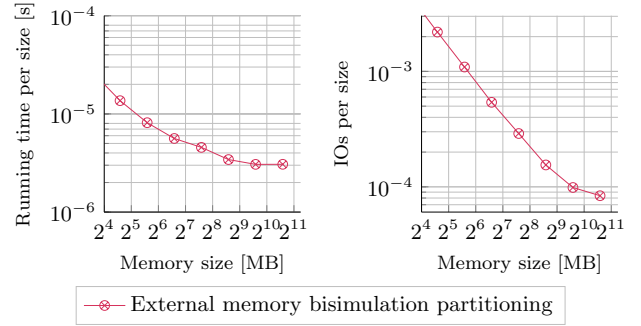 Running time per size [s]
10^-4
10^-5
10^-6
2^4 2^5 2^6 2^7 2^8 2^9 2^10 2^11
Memory size [MB]
IOs per size
10^-3
10^-4
2^4 2^5 2^6 2^7 2^8 2^9 2^10 2^11
Memory size [MB]
External memory bisimulation partitioning